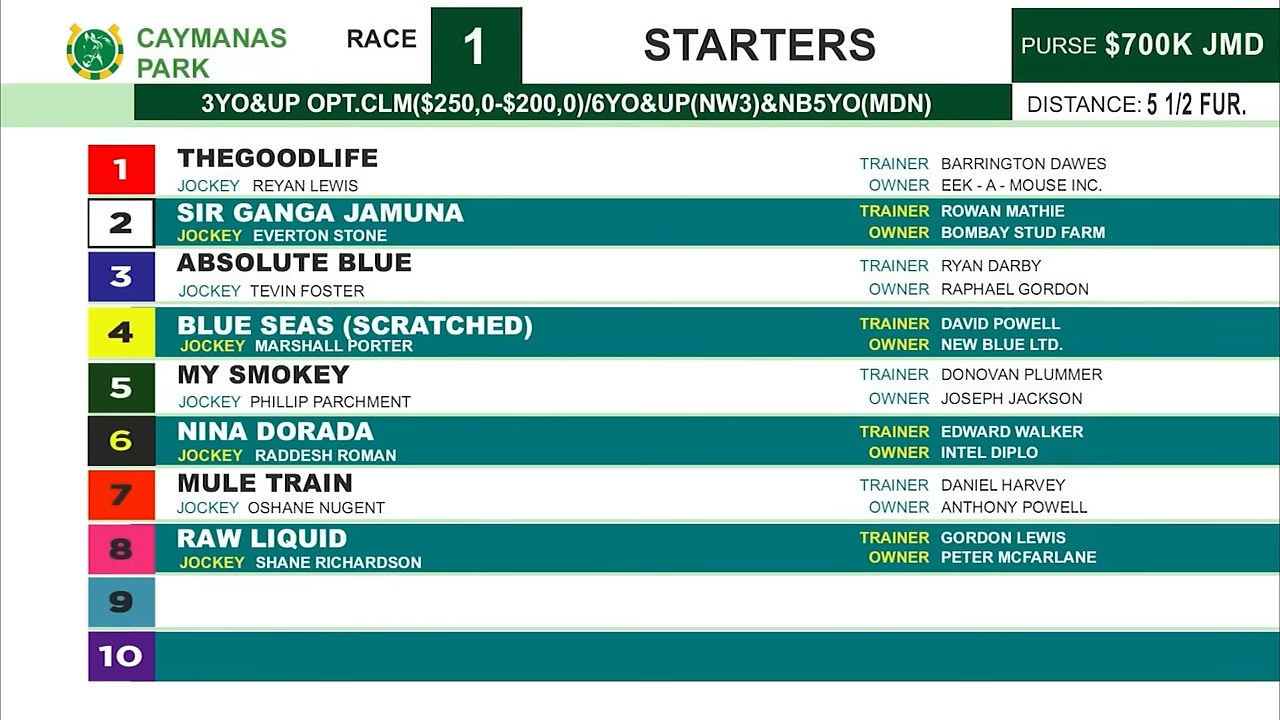 CAYMANAS
PARK
RACE 1 STARTERS PURSE $700K JMD
3YO&UP OPT.CLM($250,0-$200,0)/6YO&UP(NW3)&NB5YO(MDN) DISTANCE: 5 1/2 FUR.
1 THEGOODLIFE TRAINER BARRINGTON DAWES
JOCKEY REYAN LEWIS OWNER EEK - A - MOUSE INC.
2 SIR GANGA JAMUNA TRAINER ROWAN MATHIE
JOCKEY EVERTON STONE OWNER BOMBAY STUD FARM
3 ABSOLUTE BLUE TRAINER RYAN DARBY
JOCKEY TEVIN FOSTER OWNER RAPHAEL GORDON
4 BLUE SEAS (SCRATCHED) TRAINER DAVID POWELL
JOCKEY MARSHALL PORTER OWNER NEW BLUE LTD.
5 MY SMOKEY TRAINER DONOVAN PLUMMER
JOCKEY PHILLIP PARCHMENT OWNER JOSEPH JACKSON
6 NINA DORADA TRAINER EDWARD WALKER
JOCKEY RADDESH ROMAN OWNER INTEL DIPLO
7 MULE TRAIN TRAINER DANIEL HARVEY
JOCKEY OSHANE NUGENT OWNER ANTHONY POWELL
8 RAW LIQUID TRAINER GORDON LEWIS
JOCKEY SHANE RICHARDSON OWNER PETER MCFARLANE
9
10